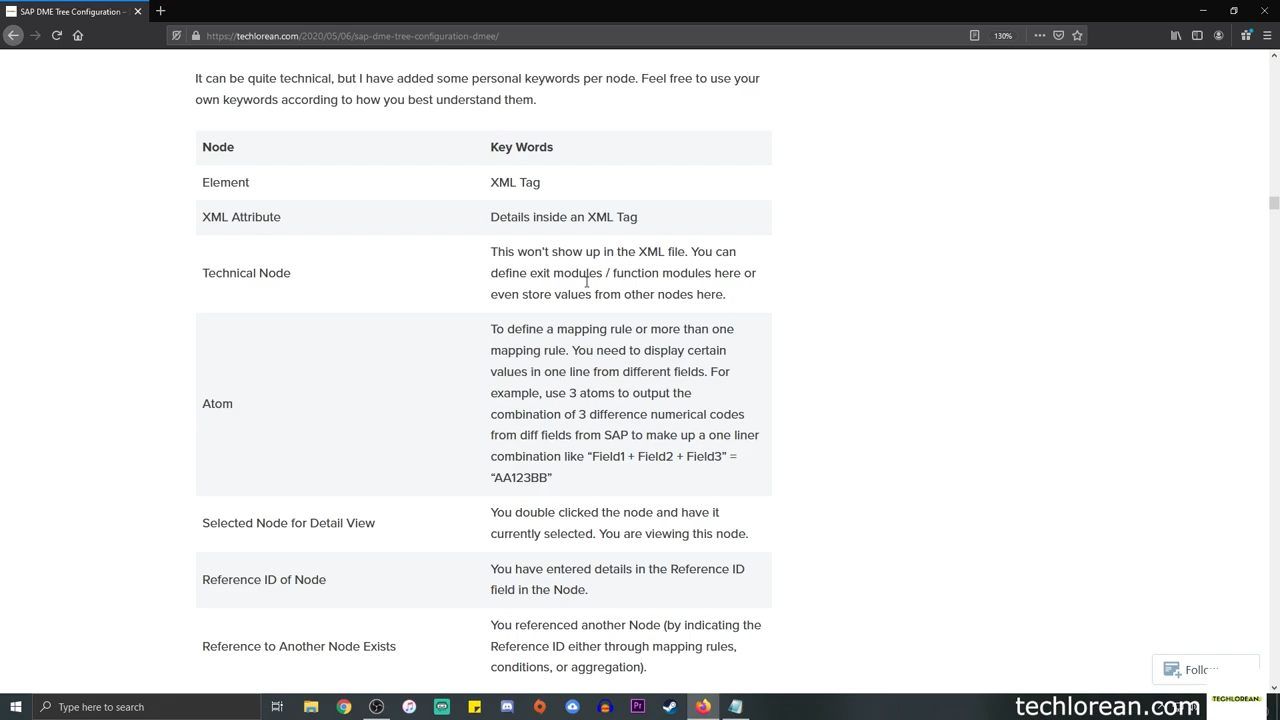 SAP DME Tree Configuration –
https://techlorean.com/2020/05/06/sap-dme-tree-configuration-dmee/
130%
It can be quite technical, but I have added some personal keywords per node. Feel free to use your
own keywords according to how you best understand them.
Node
Key Words
Element
XML Tag
XML Attribute
Details inside an XML Tag
Technical Node
This won’t show up in the XML file. You can
define exit modules / function modules here or
even store values from other nodes here.
Atom
To define a mapping rule or more than one
mapping rule. You need to display certain
values in one line from different fields. For
example, use 3 atoms to output the
combination of 3 difference numerical codes
from diff fields from SAP to make up a one liner
combination like “Field1 + Field2 + Field3” =
“AA123BB”
Selected Node for Detail View
You double clicked the node and have it
currently selected. You are viewing this node.
Reference ID of Node
You have entered details in the Reference ID
field in the Node.
Reference to Another Node Exists
You referenced another Node (by indicating the
Reference ID either through mapping rules,
conditions, or aggregation).
Type here to search
techlorean.com
TECHLOREAN